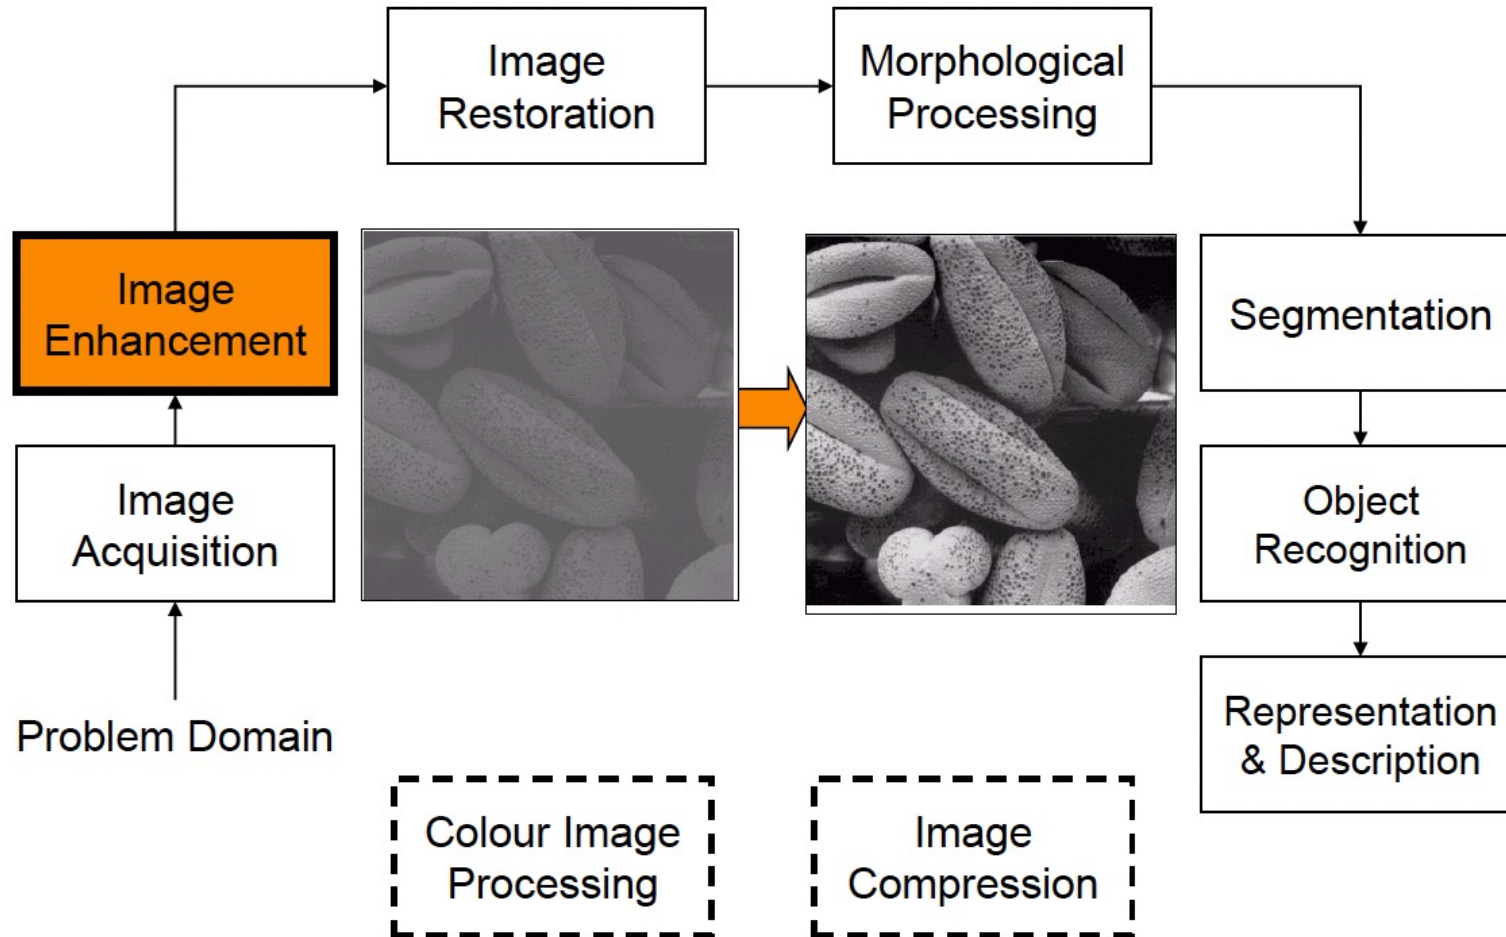 Image
Restoration
Morphological
Processing
Image
Enhancement
Segmentation
Image
Acquisition
Object
Recognition
Problem Domain
Representation
& Description
Colour Image
Processing
Image
Compression